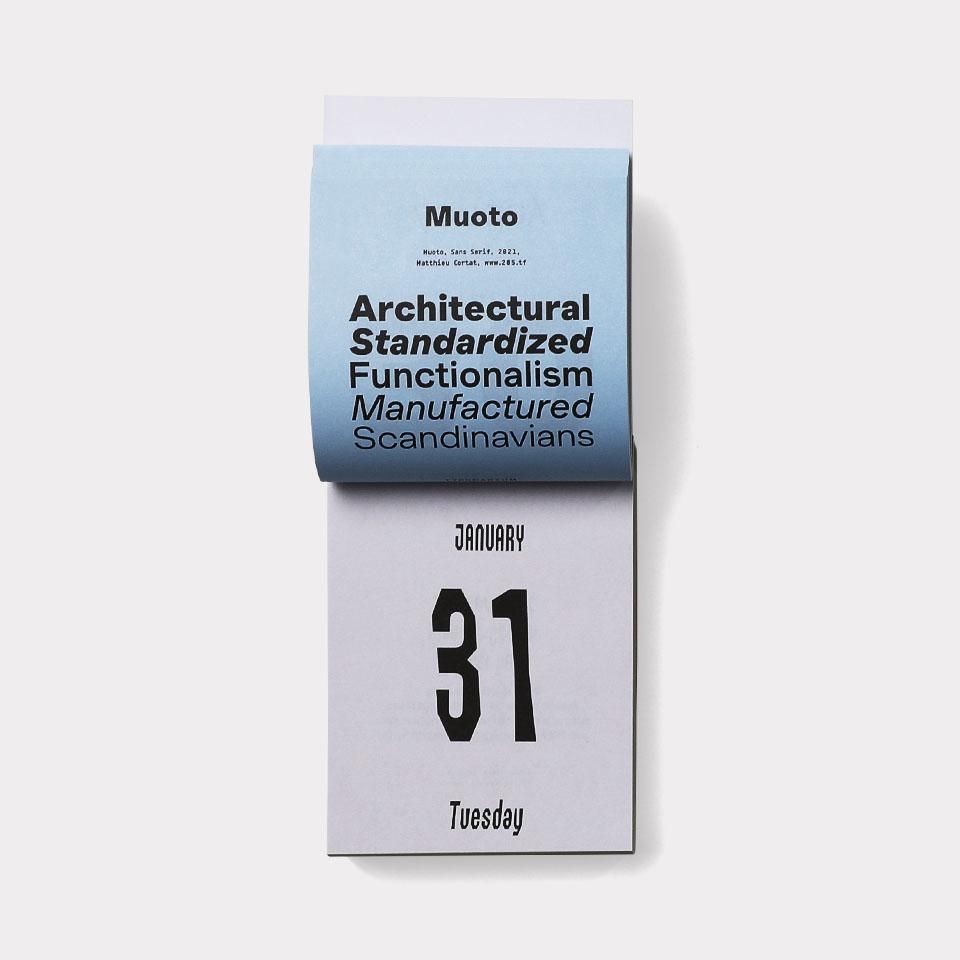 Muoto
Muoto, Sans Serif, 2021,
Matthieu Cortat, www.205.tf
Architectural
Standardized
Functionalism
Manufactured
Scandinavians
JANUARY
31
Tuesday